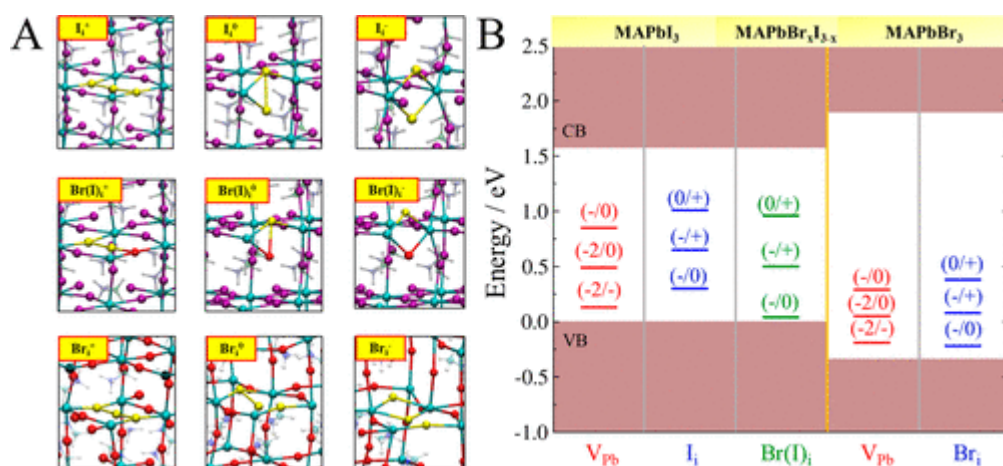 A
I_i^+
I_i^0
I_i^-
Br(I)_i^+
Br(I)_i^0
Br(I)_i^-
Br_i^+
Br_i^0
Br_i^-
B
MAPbI₃ MAPbBrₓI₃₋ₓ MAPbBr₃
Energy / eV
2.5
2.0
1.5
1.0
0.5
0.0
-0.5
-1.0
CB
VB
(-/0)
(-2/0)
(-2/-)
(0/+)
(-/+)
(-/0)
(0/+)
(-/+)
(-/0)
(-/0)
(-2/0)
(-2/-)
(0/+)
(-/+)
(-/0)
V_Pb I_i Br(I)_i V_Pb Br_i